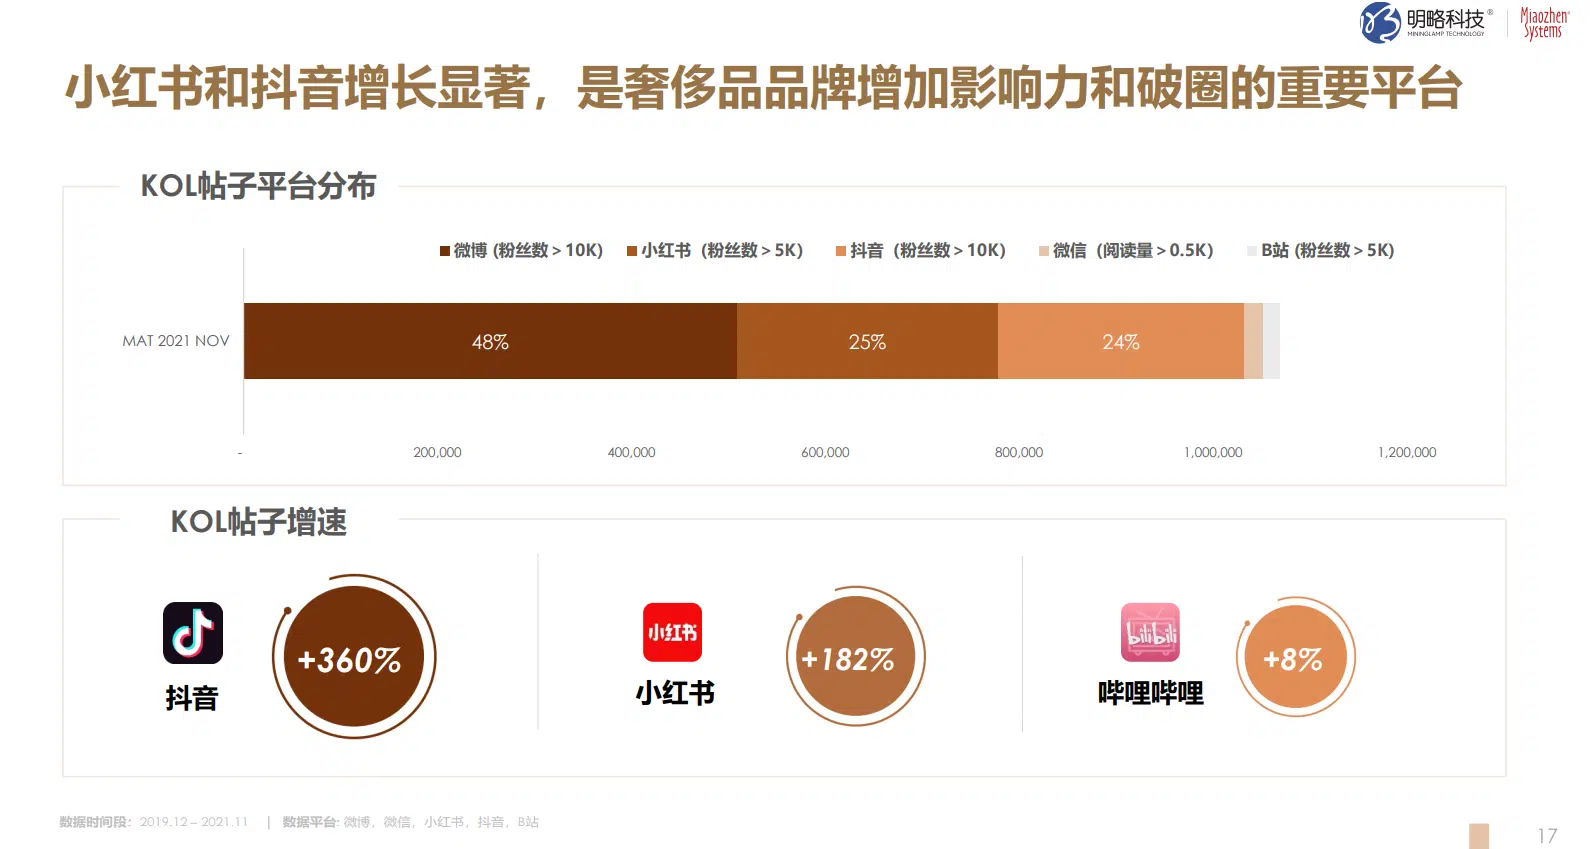 明略科技®
MININGLAMP TECHNOLOGY
Miaozhen®
Systems
小红书和抖音增长显著，是奢侈品品牌增加影响力和破圈的重要平台
KOL帖子平台分布
微博 (粉丝数＞10K) 小红书（粉丝数＞5K） 抖音（粉丝数＞10K） 微信（阅读量＞0.5K） B站 (粉丝数＞5K)
MAT 2021 NOV 48% 25% 24%
- 200,000 400,000 600,000 800,000 1,000,000 1,200,000
KOL帖子增速
小红书 bilibili
+360% +182% +8%
抖音 小红书 哔哩哔哩
数据时间段：2019.12 – 2021.11 | 数据平台: 微博，微信，小红书，抖音，B站
17